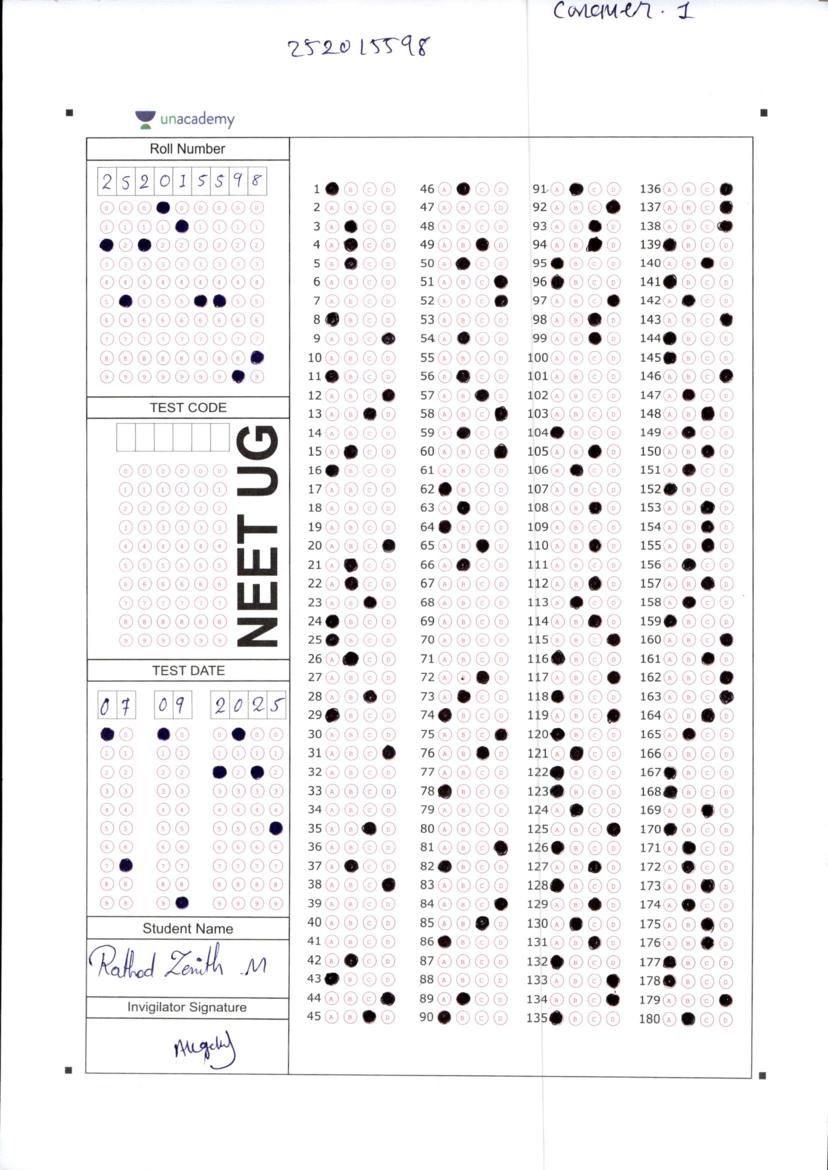 Conquer. 1
252015598
unacademy
Roll Number
2 5 2 0 1 5 5 9 8
TEST CODE
NEET UG
TEST DATE
0 7 0 9 2 0 2 5
Student Name
Rathod Zenith .M
Invigilator Signature
1 A B C D 46 A B C D 91 A B C D 136 A B C D
2 47 92 137
3 48 93 138
4 49 94 139
5 50 95 140
6 51 96 141
7 52 97 142
8 53 98 143
9 54 99 144
10 55 100 145
11 56 101 146
12 57 102 147
13 58 103 148
14 59 104 149
15 60 105 150
16 61 106 151
17 62 107 152
18 63 108 153
19 64 109 154
20 65 110 155
21 66 111 156
22 67 112 157
23 68 113 158
24 69 114 159
25 70 115 160
26 71 116 161
27 72 117 162
28 73 118 163
29 74 119 164
30 75 120 165
31 76 121 166
32 77 122 167
33 78 123 168
34 79 124 169
35 80 125 170
36 81 126 171
37 82 127 172
38 83 128 173
39 84 129 174
40 85 130 175
41 86 131 176
42 87 132 177
43 88 133 178
44 89 134 179
45 90 135 180